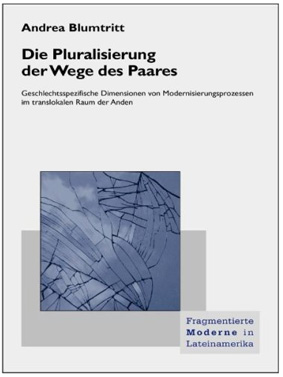 Andrea Blumtritt
Die Pluralisierung
der Wege des Paares
Geschlechtsspezifische Dimensionen von Modernisierungsprozessen
im translokalen Raum der Anden
Fragmentierte
Moderne in
Lateinamerika